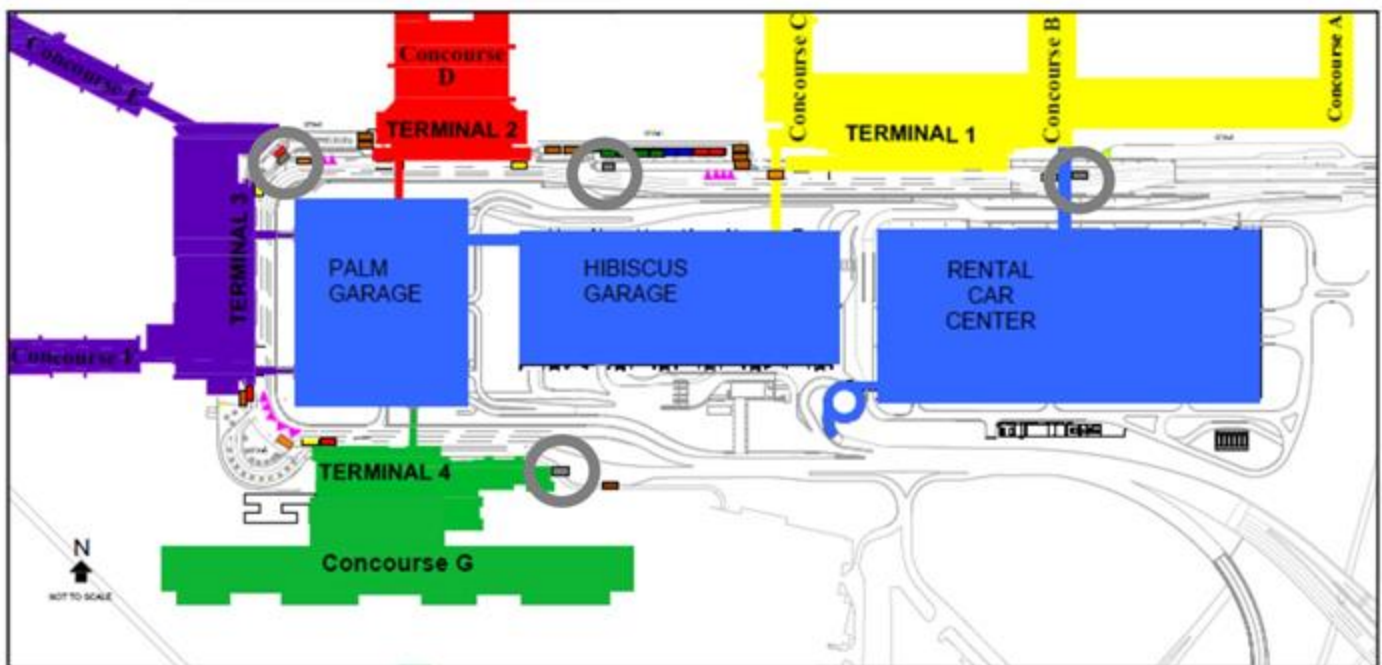 Concourse E
Concourse
D
Concourse C
Concourse B
Concourse A
TERMINAL 2
TERMINAL 1
TERMINAL 3
PALM
GARAGE
HIBISCUS
GARAGE
RENTAL
CAR
CENTER
Concourse F
TERMINAL 4
Concourse G
N
NOT TO SCALE